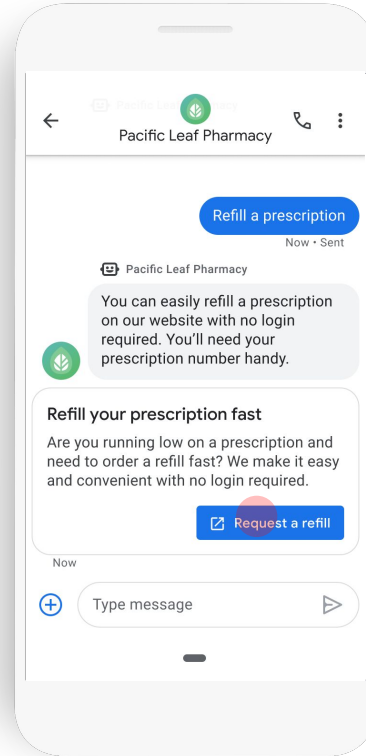 Pacific Leaf Pharmacy
Pacific Leaf Pharmacy
Refill a prescription
Now • Sent
Pacific Leaf Pharmacy
You can easily refill a prescription
on our website with no login
required. You’ll need your
prescription number handy.
Refill your prescription fast
Are you running low on a prescription and
need to order a refill fast? We make it easy
and convenient with no login required.
Request a refill
Now
Type message